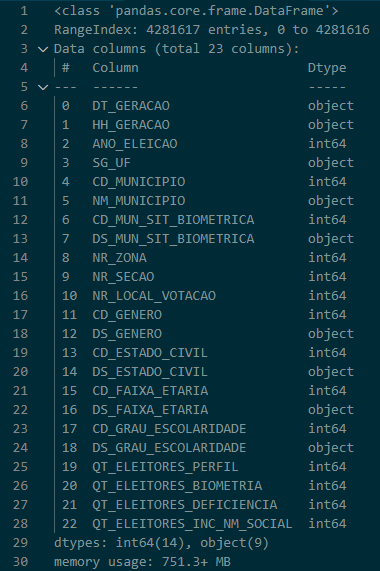 1 <class 'pandas.core.frame.DataFrame'>
2 RangeIndex: 4281617 entries, 0 to 4281616
3 Data columns (total 23 columns):
4 # Column Dtype
5 --- ------ -----
6 0 DT_GERACAO object
7 1 HH_GERACAO object
8 2 ANO_ELEICAO int64
9 3 SG_UF object
10 4 CD_MUNICIPIO int64
11 5 NM_MUNICIPIO object
12 6 CD_MUN_SIT_BIOMETRICA int64
13 7 DS_MUN_SIT_BIOMETRICA object
14 8 NR_ZONA int64
15 9 NR_SECAO int64
16 10 NR_LOCAL_VOTACAO int64
17 11 CD_GENERO int64
18 12 DS_GENERO object
19 13 CD_ESTADO_CIVIL int64
20 14 DS_ESTADO_CIVIL object
21 15 CD_FAIXA_ETARIA int64
22 16 DS_FAIXA_ETARIA object
23 17 CD_GRAU_ESCOLARIDADE int64
24 18 DS_GRAU_ESCOLARIDADE object
25 19 QT_ELEITORES_PERFIL int64
26 20 QT_ELEITORES_BIOMETRIA int64
27 21 QT_ELEITORES_DEFICIENCIA int64
28 22 QT_ELEITORES_INC_NM_SOCIAL int64
29 dtypes: int64(14), object(9)
30 memory usage: 751.3+ MB